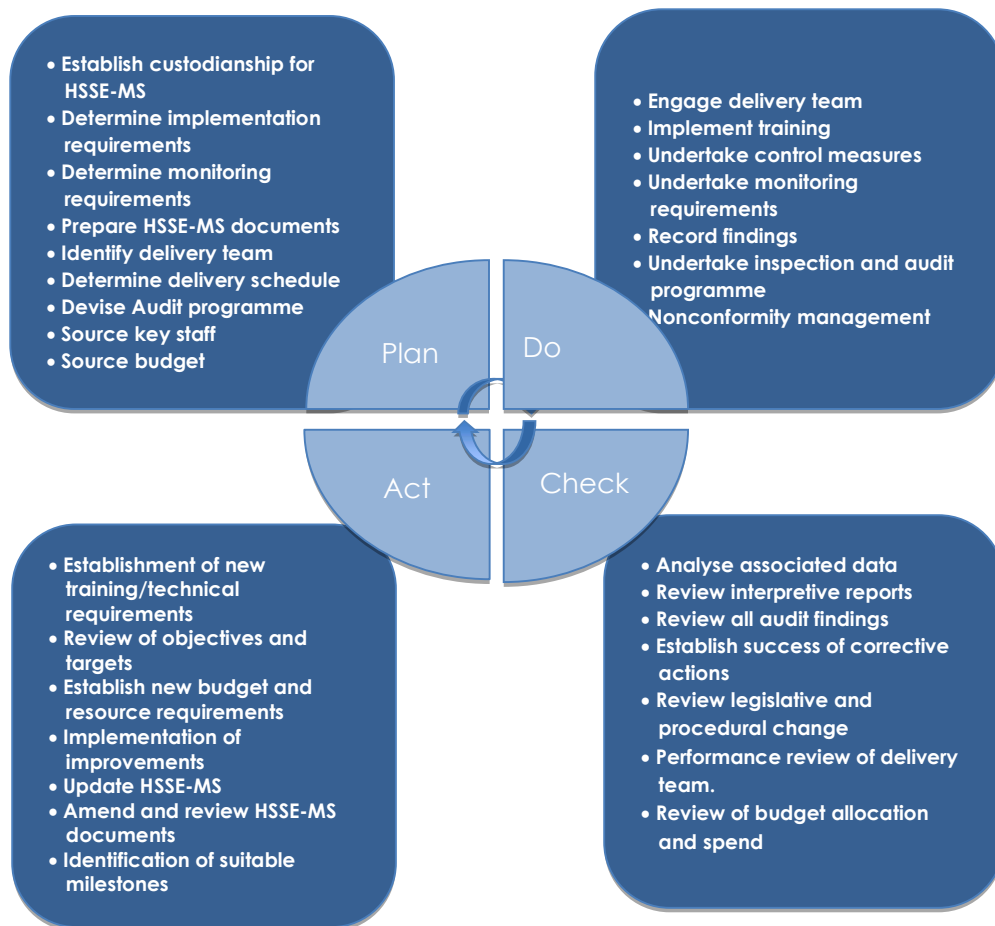 • Establish custodianship for
HSSE-MS
• Determine implementation
requirements
• Determine monitoring
requirements
• Prepare HSSE-MS documents
• Identify delivery team
• Determine delivery schedule
• Devise Audit programme
• Source key staff
• Source budget
• Engage delivery team
• Implement training
• Undertake control measures
• Undertake monitoring
requirements
• Record findings
• Undertake inspection and audit
programme
Nonconformity management
Plan
Do
Act
Check
• Establishment of new
training/technical
requirements
• Review of objectives and
targets
• Establish new budget and
resource requirements
• Implementation of
improvements
• Update HSSE-MS
• Amend and review HSSE-MS
documents
• Identification of suitable
milestones
• Analyse associated data
• Review interpretive reports
• Review all audit findings
• Establish success of corrective
actions
• Review legislative and
procedural change
• Performance review of delivery
team.
• Review of budget allocation
and spend